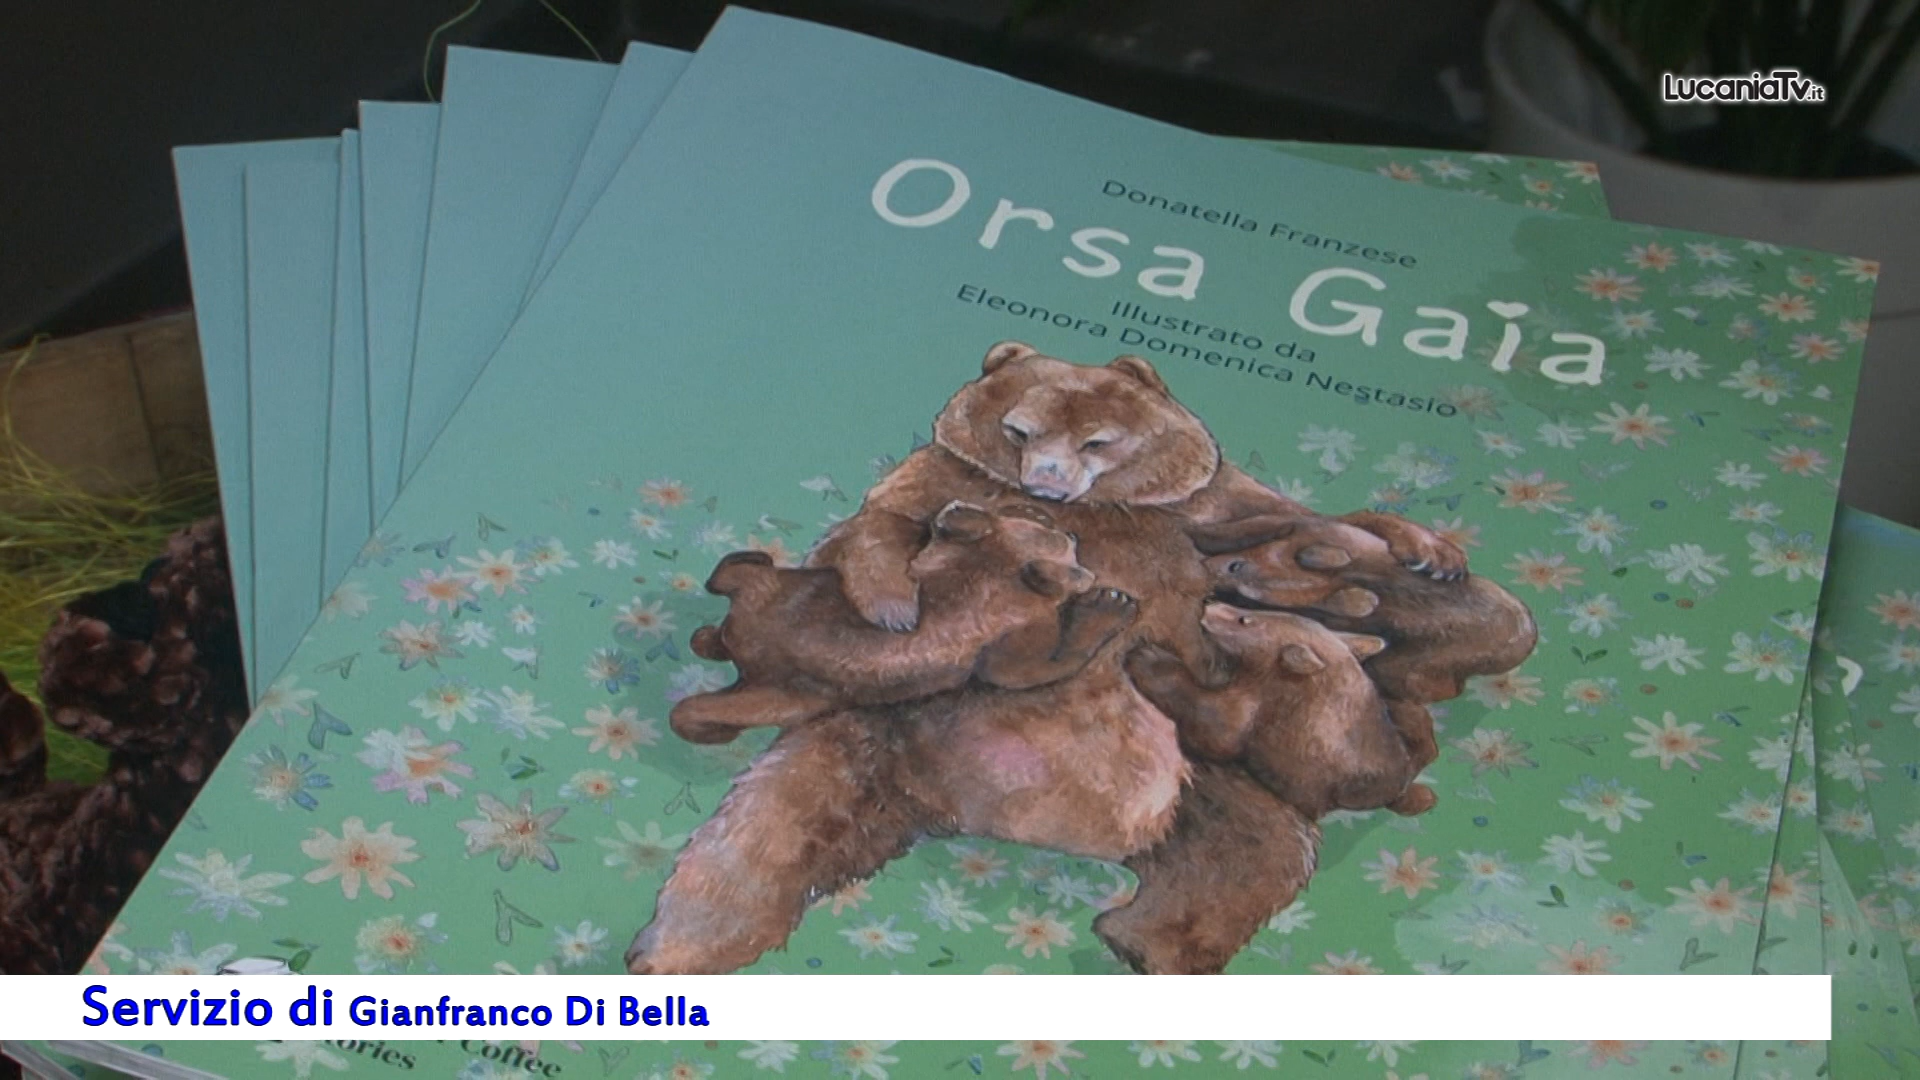 LucaniaTv.it
Donatella Franzese
Orsa Gaia
Illustrato da
Eleonora Domenica Nestasio
Servizio di Gianfranco Di Bella
Coffee